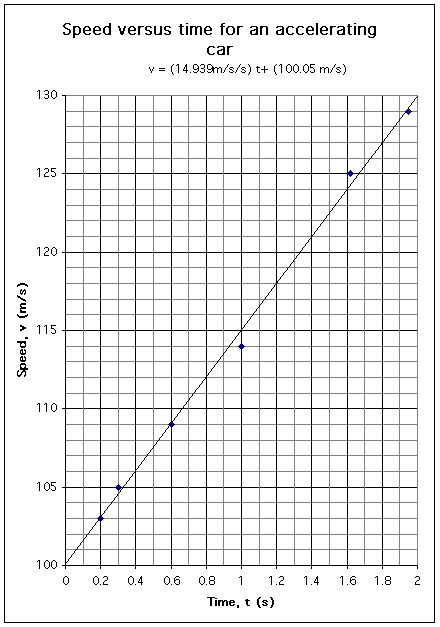 Speed versus time for an accelerating
car
v = (14.939m/s/s) t+ (100.05 m/s)
130
125
120
115
110
105
100
Speed, v (m/s)
0 0.2 0.4 0.6 0.8 1 1.2 1.4 1.6 1.8 2
Time, t (s)